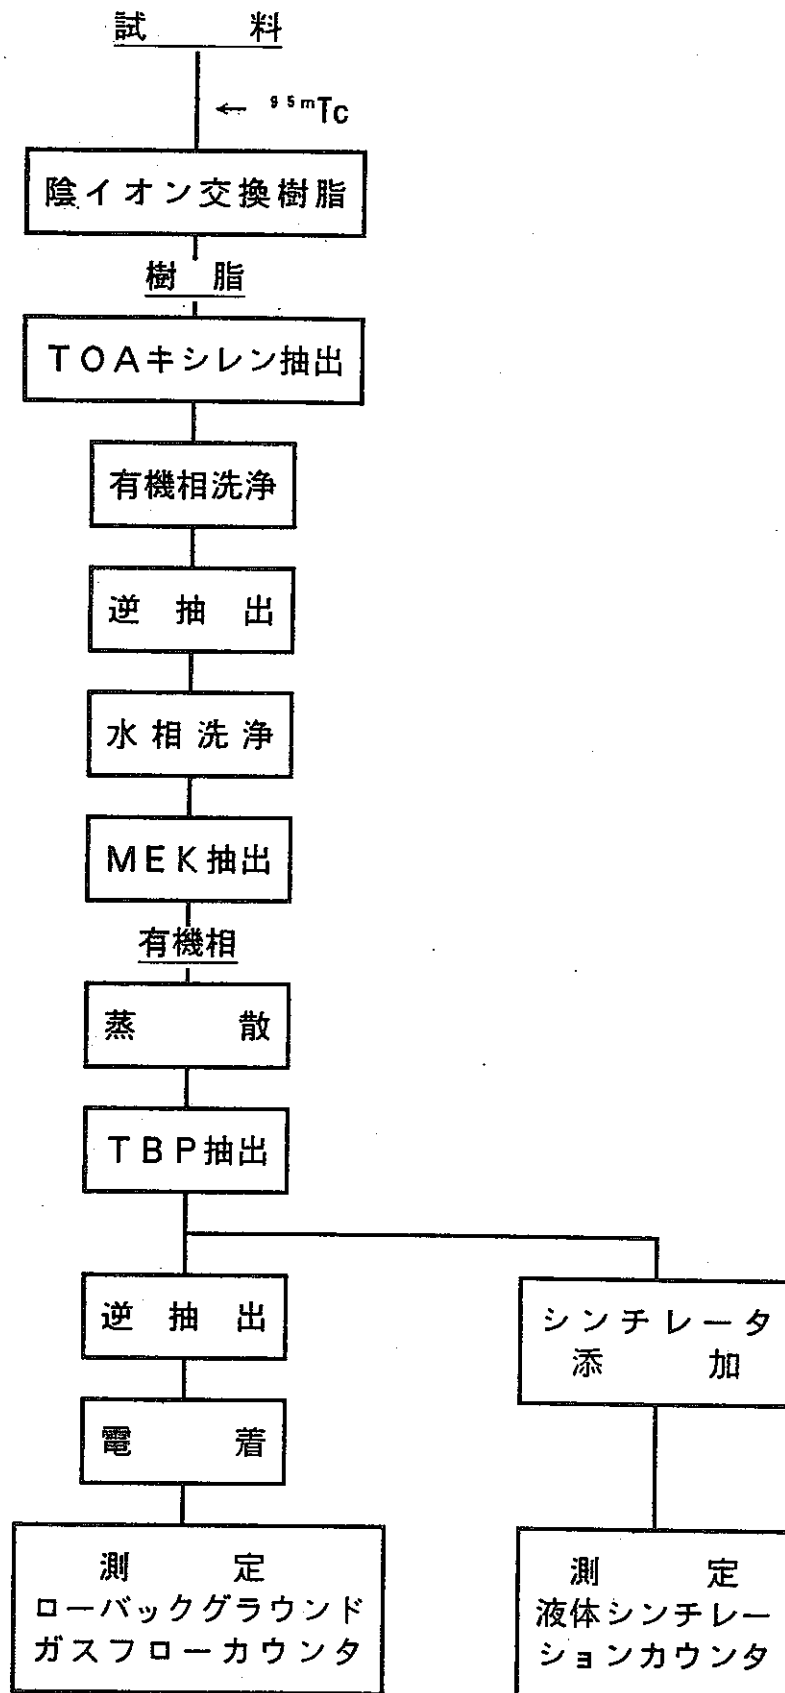 試料
← ⁹⁵ᵐTc
陰イオン交換樹脂
樹脂
TOAキシレン抽出
有機相洗浄
逆抽出
水相洗浄
MEK抽出
有機相
蒸散
TBP抽出
逆抽出
電着
測定
ローバックグラウンド
ガスフローカウンタ
シンチレータ
添加
測定
液体シンチレー
ションカウンタ